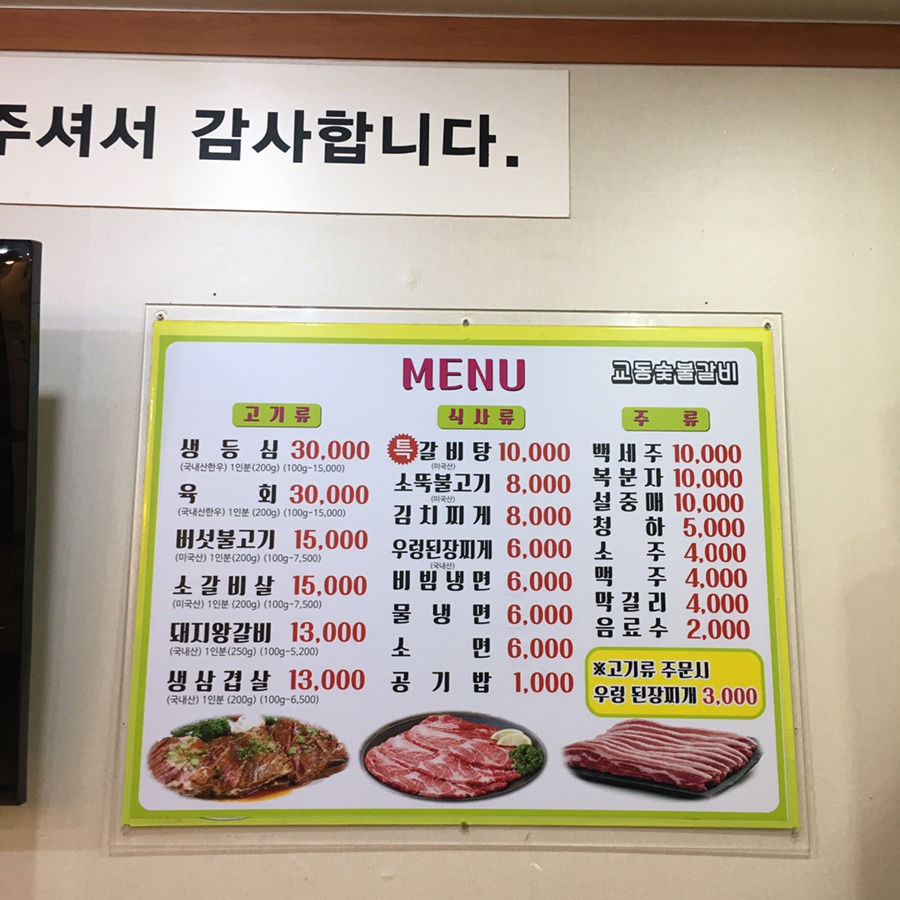 주셔서 감사합니다.
MENU
교동숯불갈비
고기류
생등심 30,000
(국내산한우) 1인분(200g) (100g-15,000)
육회 30,000
(국내산한우) 1인분 (200g) (100g-15,000)
버섯불고기 15,000
(미국산) 1인분(200g) (100g-7,500)
소갈비살 15,000
(미국산) 1인분 (200g) (100g-7,500)
돼지왕갈비 13,000
(국내산) 1인분(250g) (100g-5,200)
생삼겹살 13,000
(국내산) 1인분 (200g) (100g-6,500)
식사류
특 갈비탕 10,000
(미국산)
소뚝불고기 8,000
(미국산)
김치찌게 8,000
우렁된장찌게 6,000
(국내산)
비빔냉면 6,000
물냉면 6,000
소면 6,000
공기밥 1,000
주류
백세주 10,000
복분자 10,000
설중매 10,000
청하 5,000
소주 4,000
맥주 4,000
막걸리 4,000
음료수 2,000
※고기류 주문시
우렁 된장찌개 3,000